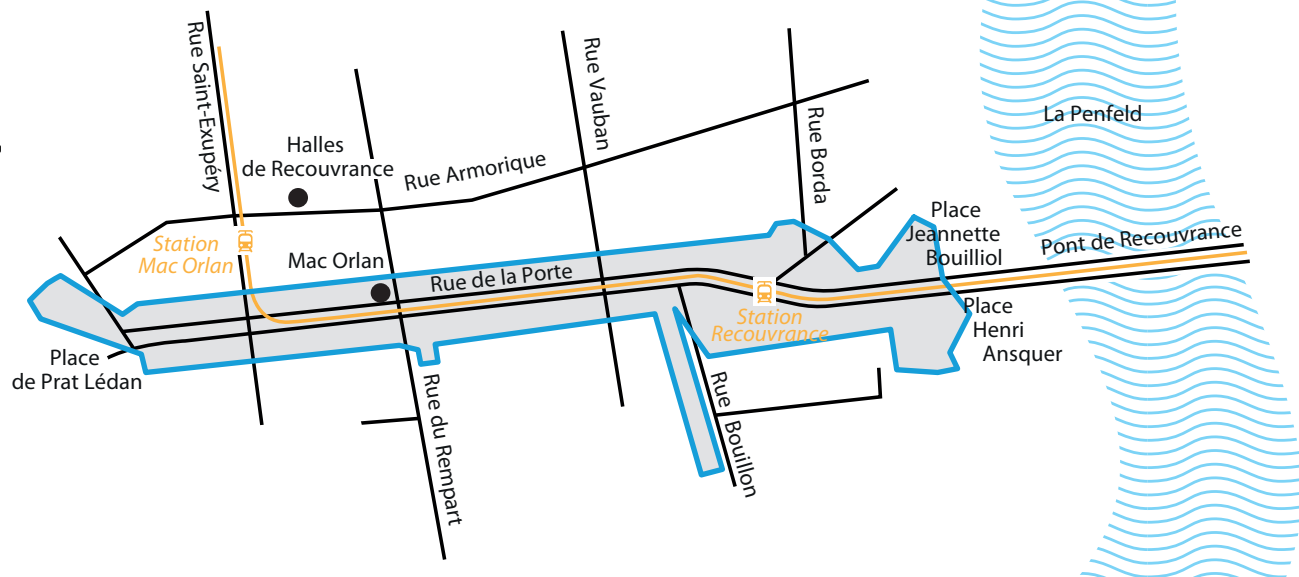 Rue Saint-Exupéry
Halles
de Recouvrance
Rue Armorique
Rue Vauban
Rue Borda
La Penfeld
Station
Mac Orlan
Mac Orlan
Rue de la Porte
Place
Jeannette
Bouilliol
Pont de Recouvrance
Station
Recouvrance
Place
Henri
Ansquer
Place
de Prat Lédan
Rue du Rempart
Rue Bouillon